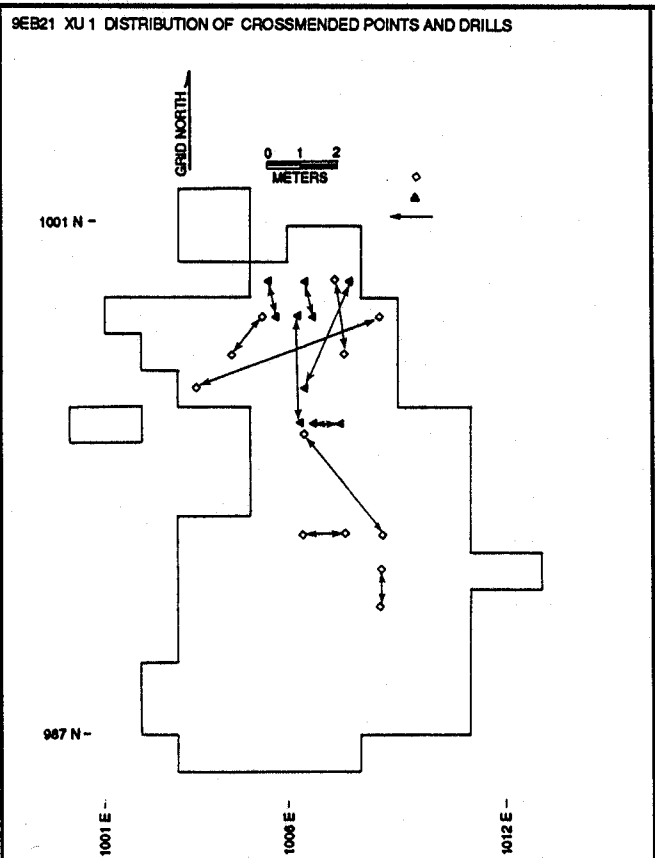 9EB21 XU 1 DISTRIBUTION OF CROSSMENDED POINTS AND DRILLS
GRID NORTH
0 1 2
METERS
1001 N -
987 N -
1001 E -
1006 E -
1012 E -